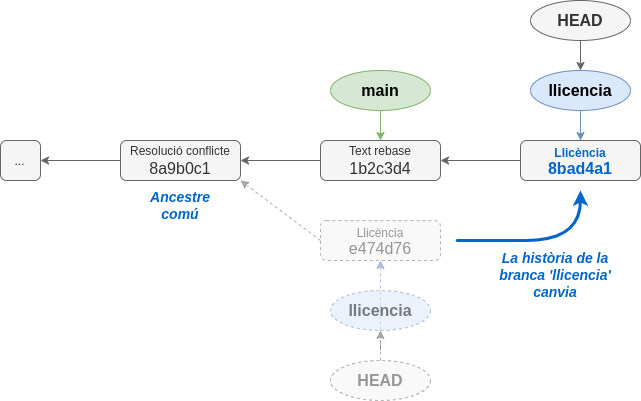 HEAD
main
llicencia
...
Resolució conflicte
8a9b0c1
Text rebase
1b2c3d4
Llicència
8bad4a1
Ancestre
comú
Llicència
e474d76
La història de la
branca 'llicencia'
canvia
llicencia
HEAD